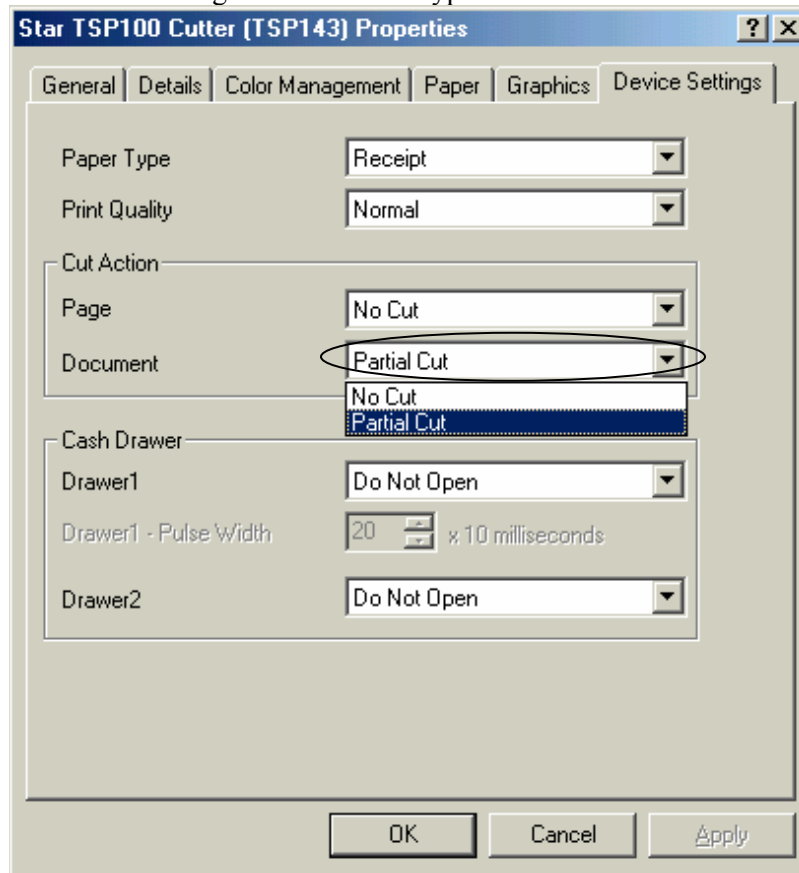 Star TSP100 Cutter (TSP143) Properties
General Details Color Management Paper Graphics Device Settings
Paper Type Receipt
Print Quality Normal
Cut Action
Page No Cut
Document Partial Cut
No Cut
Partial Cut
Cash Drawer
Drawer1 Do Not Open
Drawer1 - Pulse Width 20 x 10 milliseconds
Drawer2 Do Not Open
OK Cancel Apply